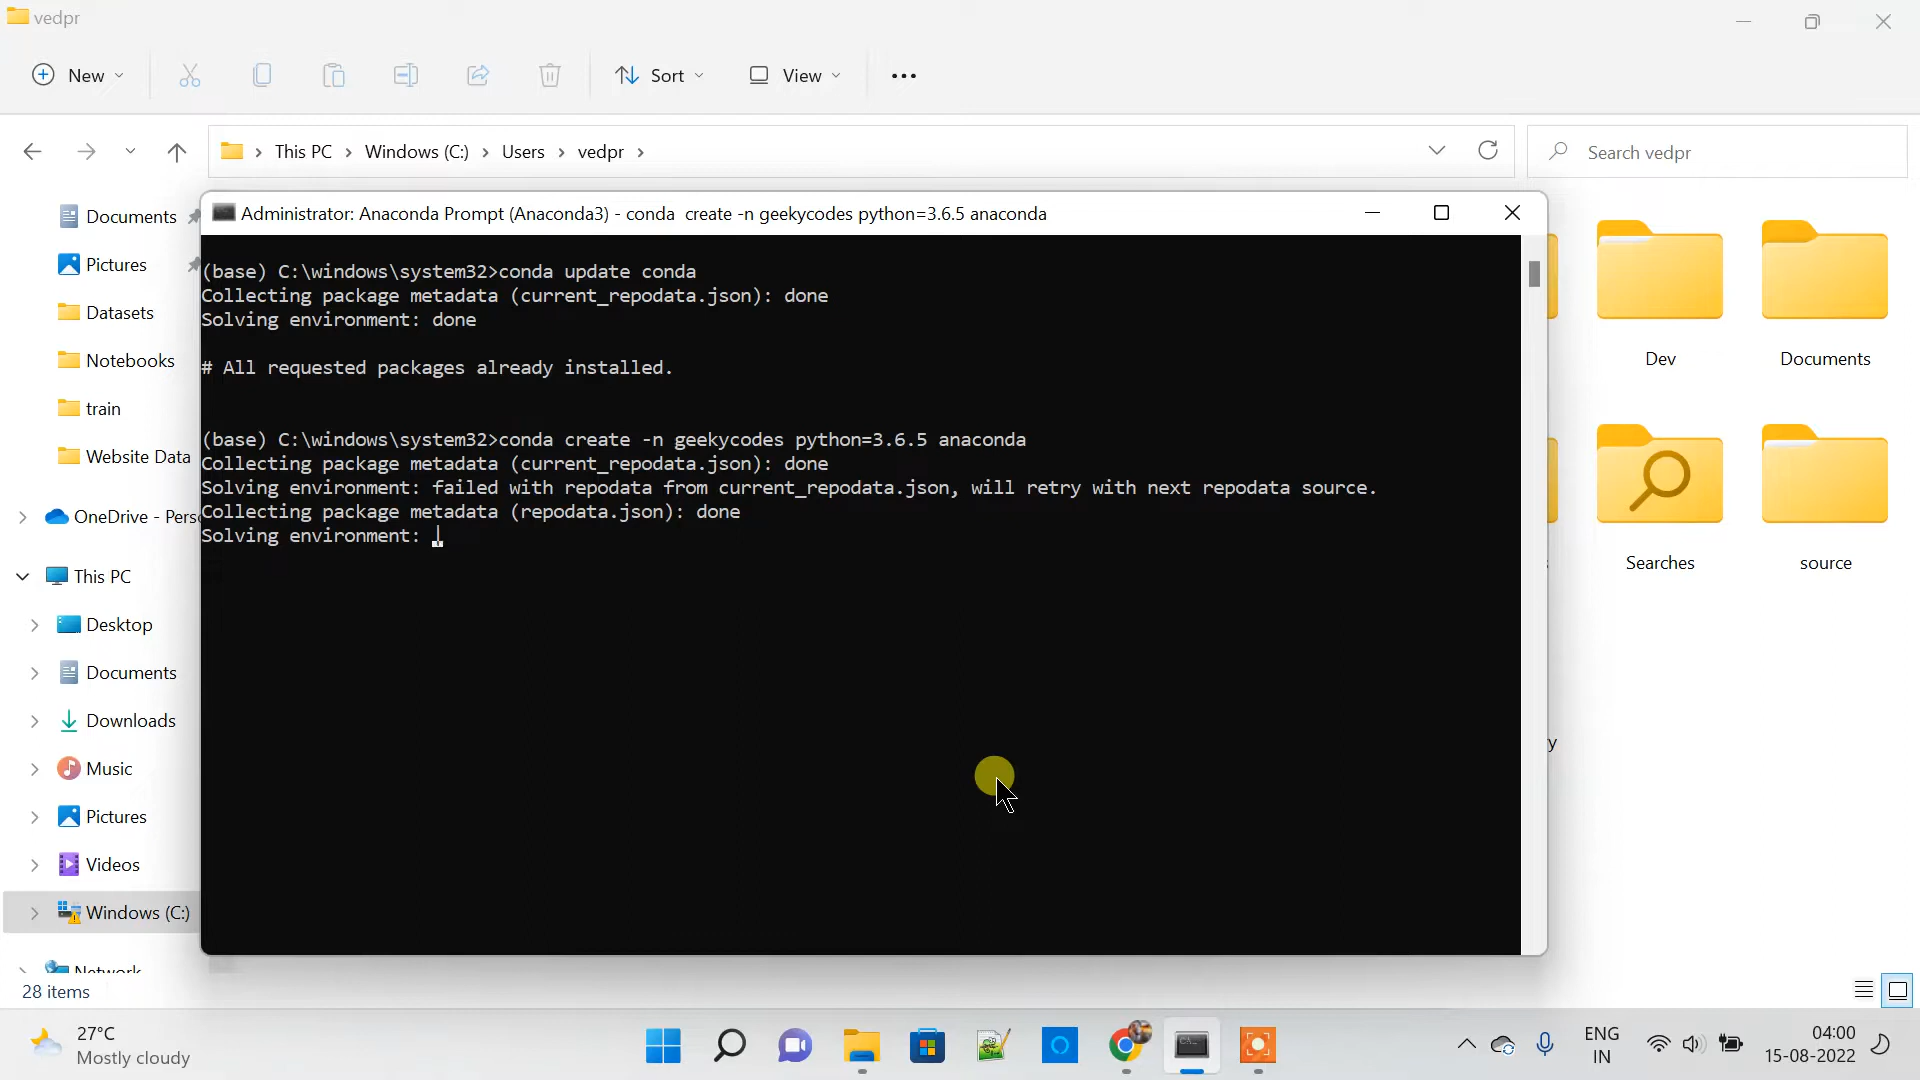 vedpr
New
Sort
View
This PC
Windows (C:)
Users
vedpr
Search vedpr
Documents
Pictures
Datasets
Notebooks
train
Website Data
OneDrive - Pers
This PC
Desktop
Documents
Downloads
Music
Pictures
Videos
Windows (C:)
Network
28 items
Administrator: Anaconda Prompt (Anaconda3) - conda  create -n geekycodes python=3.6.5 anaconda
(base) C:\windows\system32>conda update conda
Collecting package metadata (current_repodata.json): done
Solving environment: done
# All requested packages already installed.
(base) C:\windows\system32>conda create -n geekycodes python=3.6.5 anaconda
Collecting package metadata (current_repodata.json): done
Solving environment: failed with repodata from current_repodata.json, will retry with next repodata source.
Collecting package metadata (repodata.json): done
Solving environment:
Dev
Documents
Searches
source
y
27°C
Mostly cloudy
ENG
IN
04:00
15-08-2022